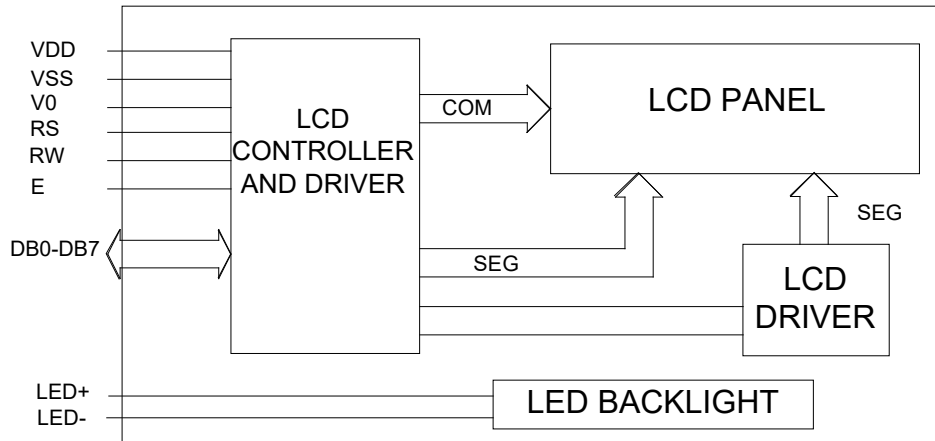 VDD
VSS
V0
RS
RW
E
DB0-DB7
LED+
LED-
LCD
CONTROLLER
AND DRIVER
COM
SEG
LCD PANEL
SEG
LCD
DRIVER
LED BACKLIGHT